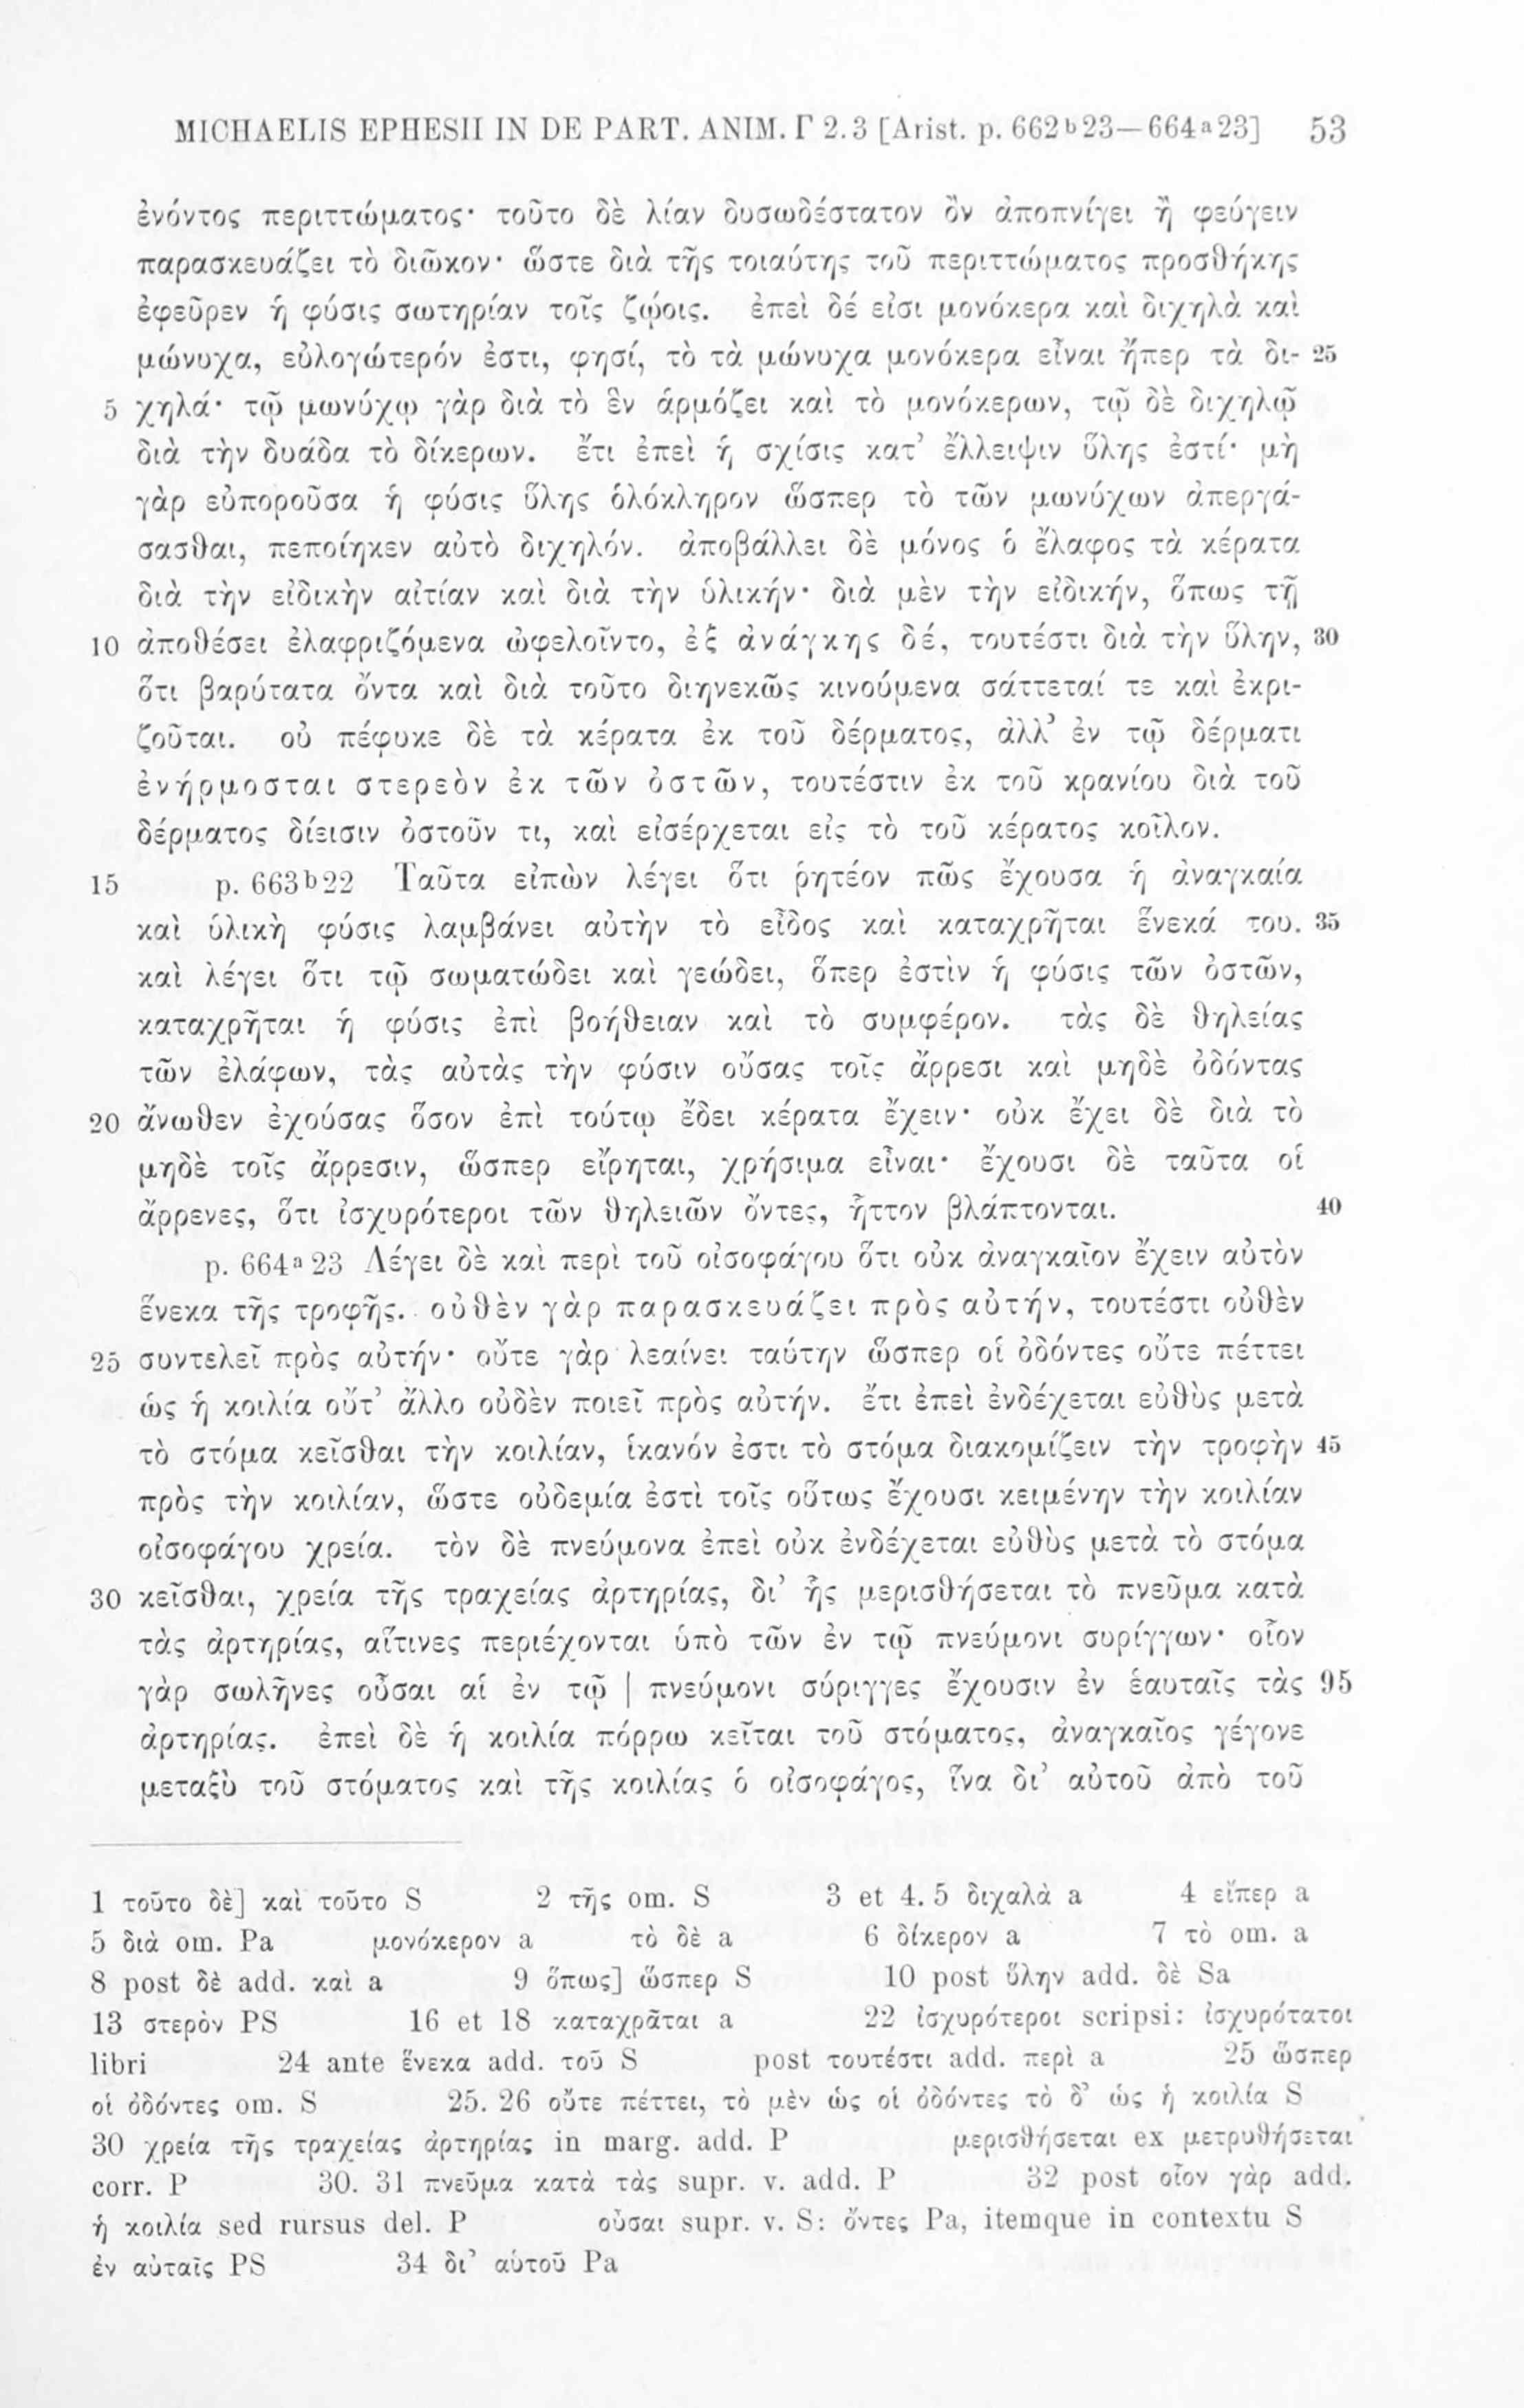 MICHAELIS EPHESII IN DE PART. ANIM. Γ 2.3 [Arist. p. 662ᵇ23—664ᵃ23] 53
ἐνόντος περιττώματος· τοῦτο δὲ λίαν δυσωδέστατον ὂν ἀποπνίγει ἢ φεύγειν
παρασκευάζει τὸ διῶκον· ὥστε διὰ τῆς τοιαύτης τοῦ περιττώματος προσθήκης
ἐφεῦρεν ἡ φύσις σωτηρίαν τοῖς ζῴοις. ἐπεὶ δέ εἰσι μονόκερα καὶ διχηλὰ καὶ
μώνυχα, εὐλογώτερόν ἐστι, φησί, τὸ τὰ μώνυχα μονόκερα εἶναι ἤπερ τὰ δι- 25
5 χηλά· τῷ μωνύχῳ γὰρ διὰ τὸ ἓν ἁρμόζει καὶ τὸ μονόκερων, τῷ δὲ διχηλῷ
διὰ τὴν δυάδα τὸ δίκερων. ἔτι ἐπεὶ ἡ σχίσις κατ’ ἔλλειψιν ὕλης ἐστί· μὴ
γὰρ εὐποροῦσα ἡ φύσις ὕλης ὁλόκληρον ὥσπερ τὸ τῶν μωνύχων ἀπεργά-
σασθαι, πεποίηκεν αὐτὸ διχηλόν. ἀποβάλλει δὲ μόνος ὁ ἔλαφος τὰ κέρατα
διὰ τὴν εἰδικὴν αἰτίαν καὶ διὰ τὴν ὑλικήν· διὰ μὲν τὴν εἰδικήν, ὅπως τῇ
10 ἀποθέσει ἐλαφριζόμενα ὠφελοῖντο, ἐξ ἀνάγκης δέ, τουτέστι διὰ τὴν ὕλην, 30
ὅτι βαρύτατα ὄντα καὶ διὰ τοῦτο διηνεκῶς κινούμενα σάττεταί τε καὶ ἐκρι-
ζοῦται. οὐ πέφυκε δὲ τὰ κέρατα ἐκ τοῦ δέρματος, ἀλλ’ ἐν τῷ δέρματι
ἐνήρμοσται στερεὸν ἐκ τῶν ὀστῶν, τουτέστιν ἐκ τοῦ κρανίου διὰ τοῦ
δέρματος δίεισιν ὀστοῦν τι, καὶ εἰσέρχεται εἰς τὸ τοῦ κέρατος κοῖλον.
15 p. 663ᵇ22 Ταῦτα εἰπὼν λέγει ὅτι ῥητέον πῶς ἔχουσα ἡ ἀναγκαία
καὶ ὑλικὴ φύσις λαμβάνει αὐτὴν τὸ εἶδος καὶ καταχρῆται ἕνεκά του. 35
καὶ λέγει ὅτι τῷ σωματώδει καὶ γεώδει, ὅπερ ἐστὶν ἡ φύσις τῶν ὀστῶν,
καταχρῆται ἡ φύσις ἐπὶ βοήθειαν καὶ τὸ συμφέρον. τὰς δὲ θηλείας
τῶν ἐλάφων, τὰς αὐτὰς τὴν φύσιν οὔσας τοῖς ἄρρεσι καὶ μηδὲ ὀδόντας
20 ἄνωθεν ἐχούσας ὅσον ἐπὶ τούτῳ ἔδει κέρατα ἔχειν· οὐκ ἔχει δὲ διὰ τὸ
μηδὲ τοῖς ἄρρεσιν, ὥσπερ εἴρηται, χρήσιμα εἶναι· ἔχουσι δὲ ταῦτα οἱ
ἄρρενες, ὅτι ἰσχυρότεροι τῶν θηλειῶν ὄντες, ἧττον βλάπτονται. 40
p. 664ᵃ23 Λέγει δὲ καὶ περὶ τοῦ οἰσοφάγου ὅτι οὐκ ἀναγκαῖον ἔχειν αὐτὸν
ἕνεκα τῆς τροφῆς. οὐθὲν γὰρ παρασκευάζει πρὸς αὐτήν, τουτέστι οὐθὲν
25 συντελεῖ πρὸς αὐτήν· οὔτε γὰρ λεαίνει ταύτην ὥσπερ οἱ ὀδόντες οὔτε πέττει
ὡς ἡ κοιλία οὔτ’ ἄλλο οὐδὲν ποιεῖ πρὸς αὐτήν. ἔτι ἐπεὶ ἐνδέχεται εὐθὺς μετὰ
τὸ στόμα κεῖσθαι τὴν κοιλίαν, ἱκανόν ἐστι τὸ στόμα διακομίζειν τὴν τροφὴν 45
πρὸς τὴν κοιλίαν, ὥστε οὐδεμία ἐστὶ τοῖς οὕτως ἔχουσι κειμένην τὴν κοιλίαν
οἰσοφάγου χρεία. τὸν δὲ πνεύμονα ἐπεὶ οὐκ ἐνδέχεται εὐθὺς μετὰ τὸ στόμα
30 κεῖσθαι, χρεία τῆς τραχείας ἀρτηρίας, δι’ ἧς μερισθήσεται τὸ πνεῦμα κατὰ
τὰς ἀρτηρίας, αἵτινες περιέχονται ὑπὸ τῶν ἐν τῷ πνεύμονι συρίγγων· οἷον
γὰρ σωλῆνες οὖσαι αἱ ἐν τῷ | πνεύμονι σύριγγες ἔχουσιν ἐν ἑαυταῖς τὰς 95
ἀρτηρίας. ἐπεὶ δὲ ἡ κοιλία πόρρω κεῖται τοῦ στόματος, ἀναγκαῖος γέγονε
μεταξὺ τοῦ στόματος καὶ τῆς κοιλίας ὁ οἰσοφάγος, ἵνα δι’ αὐτοῦ ἀπὸ τοῦ
1 τοῦτο δὲ] καὶ τοῦτο S 2 τῆς om. S 3 et 4. 5 διχαλὰ a 4 εἴπερ a
5 διὰ om. Pa μονόκερον a τὸ δὲ a 6 δίκερον a 7 τὸ om. a
8 post δὲ add. καὶ a 9 ὅπως] ὥσπερ S 10 post ὕλην add. δὲ Sa
13 στερὸν PS 16 et 18 καταχρᾶται a 22 ἰσχυρότεροι scripsi: ἰσχυρότατοι
libri 24 ante ἕνεκα add. τοῦ S post τουτέστι add. περὶ a 25 ὥσπερ
οἱ ὀδόντες om. S 25. 26 οὔτε πέττει, τὸ μὲν ὡς οἱ ὀδόντες τὸ δ’ ὡς ἡ κοιλία S
30 χρεία τῆς τραχείας ἀρτηρίας in marg. add. P μερισθήσεται ex μετρυθήσεται
corr. P 30. 31 πνεῦμα κατὰ τὰς supr. v. add. P 32 post οἷον γὰρ add.
ἡ κοιλία sed rursus del. P οὖσαι supr. v. S: ὄντες Pa, itemque in contextu S
ἐν αὐταῖς PS 34 δι’ αὑτοῦ Pa